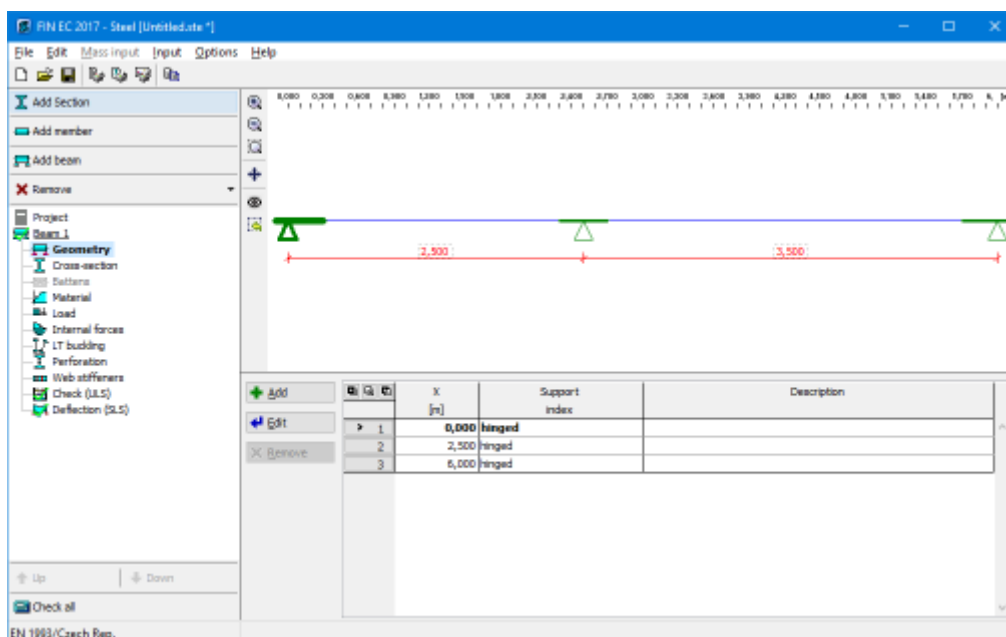 FIN EC 2017 - Steel [Untitled.ste *]
File Edit Mass input Input Options Help
Add Section
Add member
Add beam
Remove
Project
Beam 1
Geometry
Cross-section
Battens
Material
Load
Internal forces
LT buckling
Perforation
Web stiffeners
Check (ULS)
Deflection (SLS)
Up Down
Check all
EN 1993/Czech Rep.
2,500 3,500
Add
Edit
Remove
X Support Description
[m] index
1 0,000 hinged
2 2,500 hinged
3 6,000 hinged